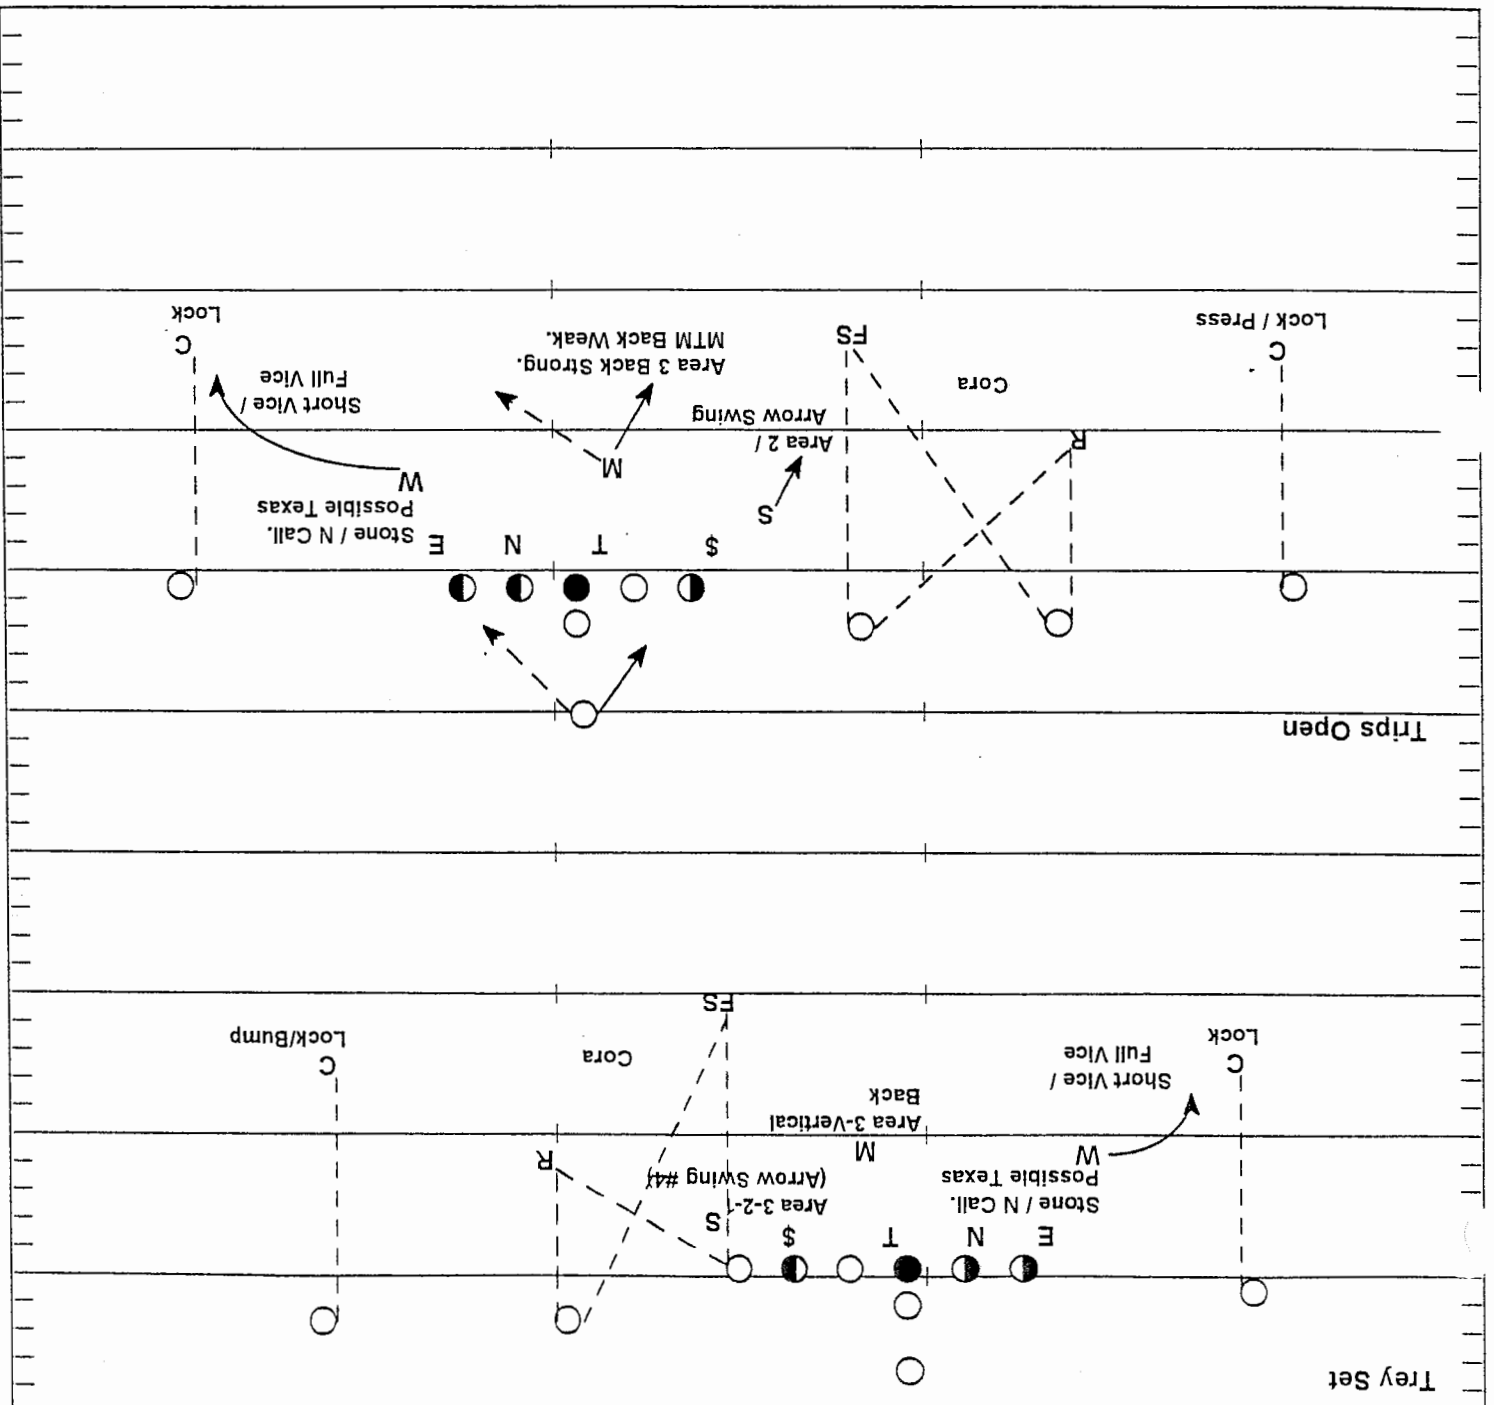 Trey Set
E N T $
S
Stone / N Call.
Possible Texas
Area 3-2-1
(Arrow Swing #4)
W
M
R
Area 3-Vertical
Back
Short Vice /
Full Vice
C
Lock
Cora
C
Lock/Bump
FS
Trips Open
$ T N E
Stone / N Call.
Possible Texas
S
W
M
R
Area 2 /
Arrow Swing
Cora
Short Vice /
Full Vice
Area 3 Back Strong.
MTM Back Weak.
C
Lock / Press
FS
C
Lock